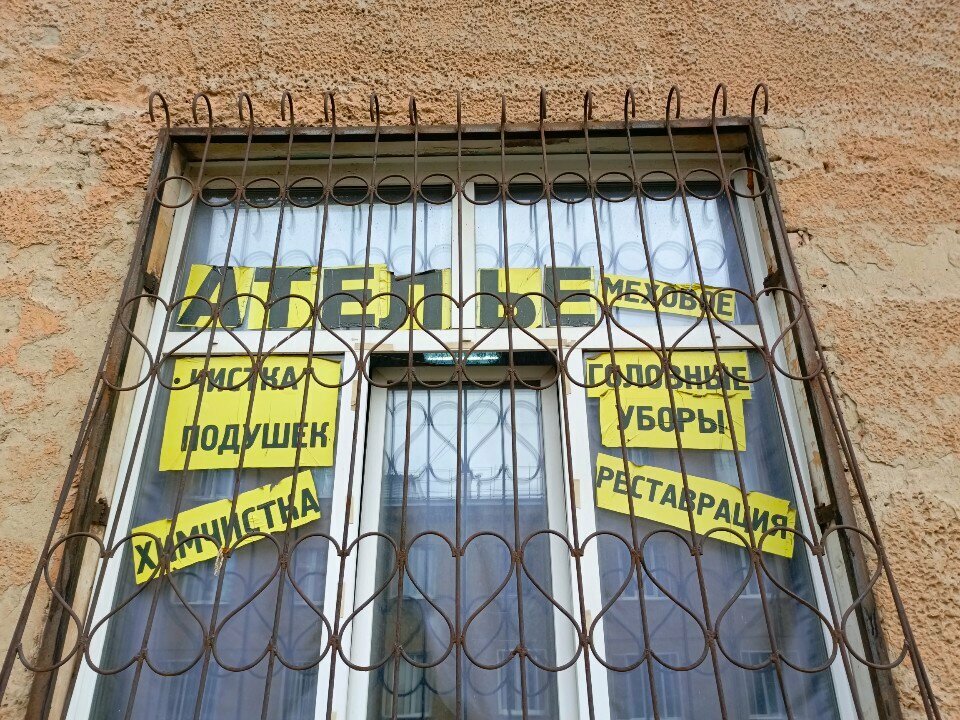 АТЕЛЬЕ
МЕХОВОЕ
ЧИСТКА
ПОДУШЕК
ХИМЧИСТКА
ГОЛОВНЫЕ
УБОРЫ
РЕСТАВРАЦИЯ